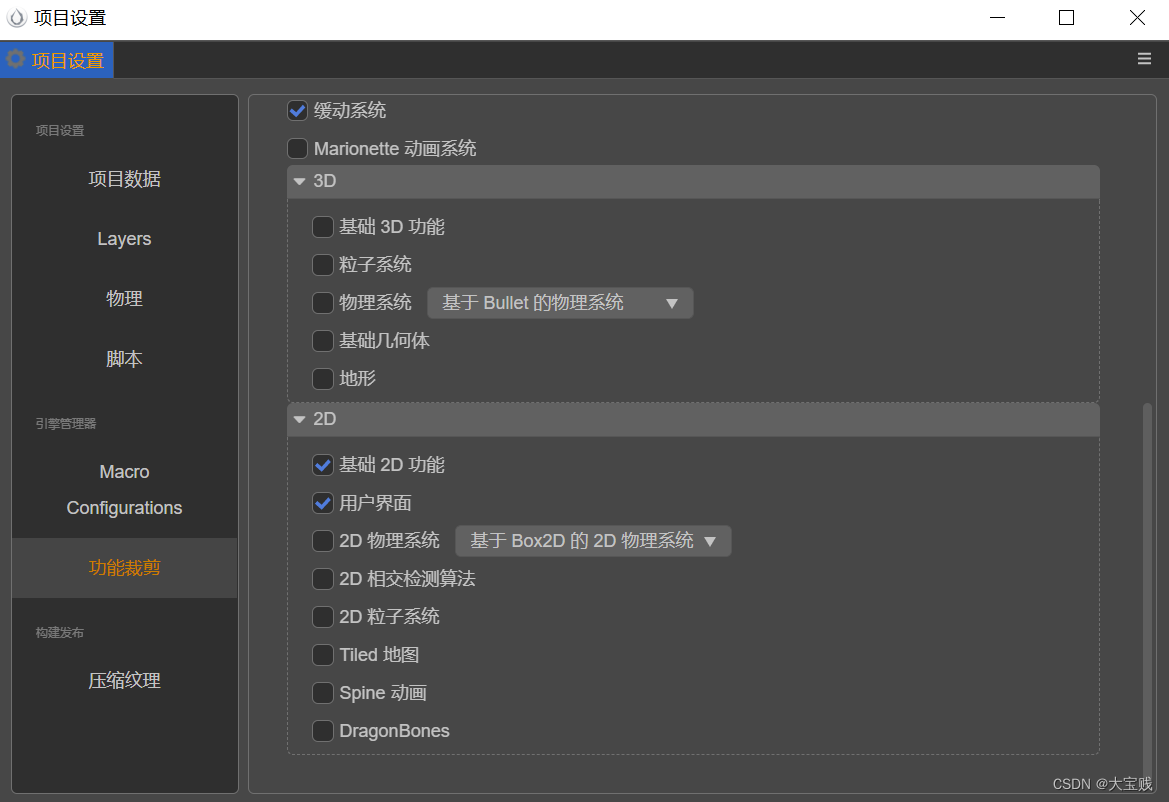 项目设置
项目设置
项目设置
项目数据
Layers
物理
脚本
引擎管理器
Macro
Configurations
功能裁剪
构建发布
压缩纹理
缓动系统
Marionette 动画系统
3D
基础 3D 功能
粒子系统
物理系统 基于 Bullet 的物理系统
基础几何体
地形
2D
基础 2D 功能
用户界面
2D 物理系统 基于 Box2D 的 2D 物理系统
2D 相交检测算法
2D 粒子系统
Tiled 地图
Spine 动画
DragonBones
CSDN @大宝贱